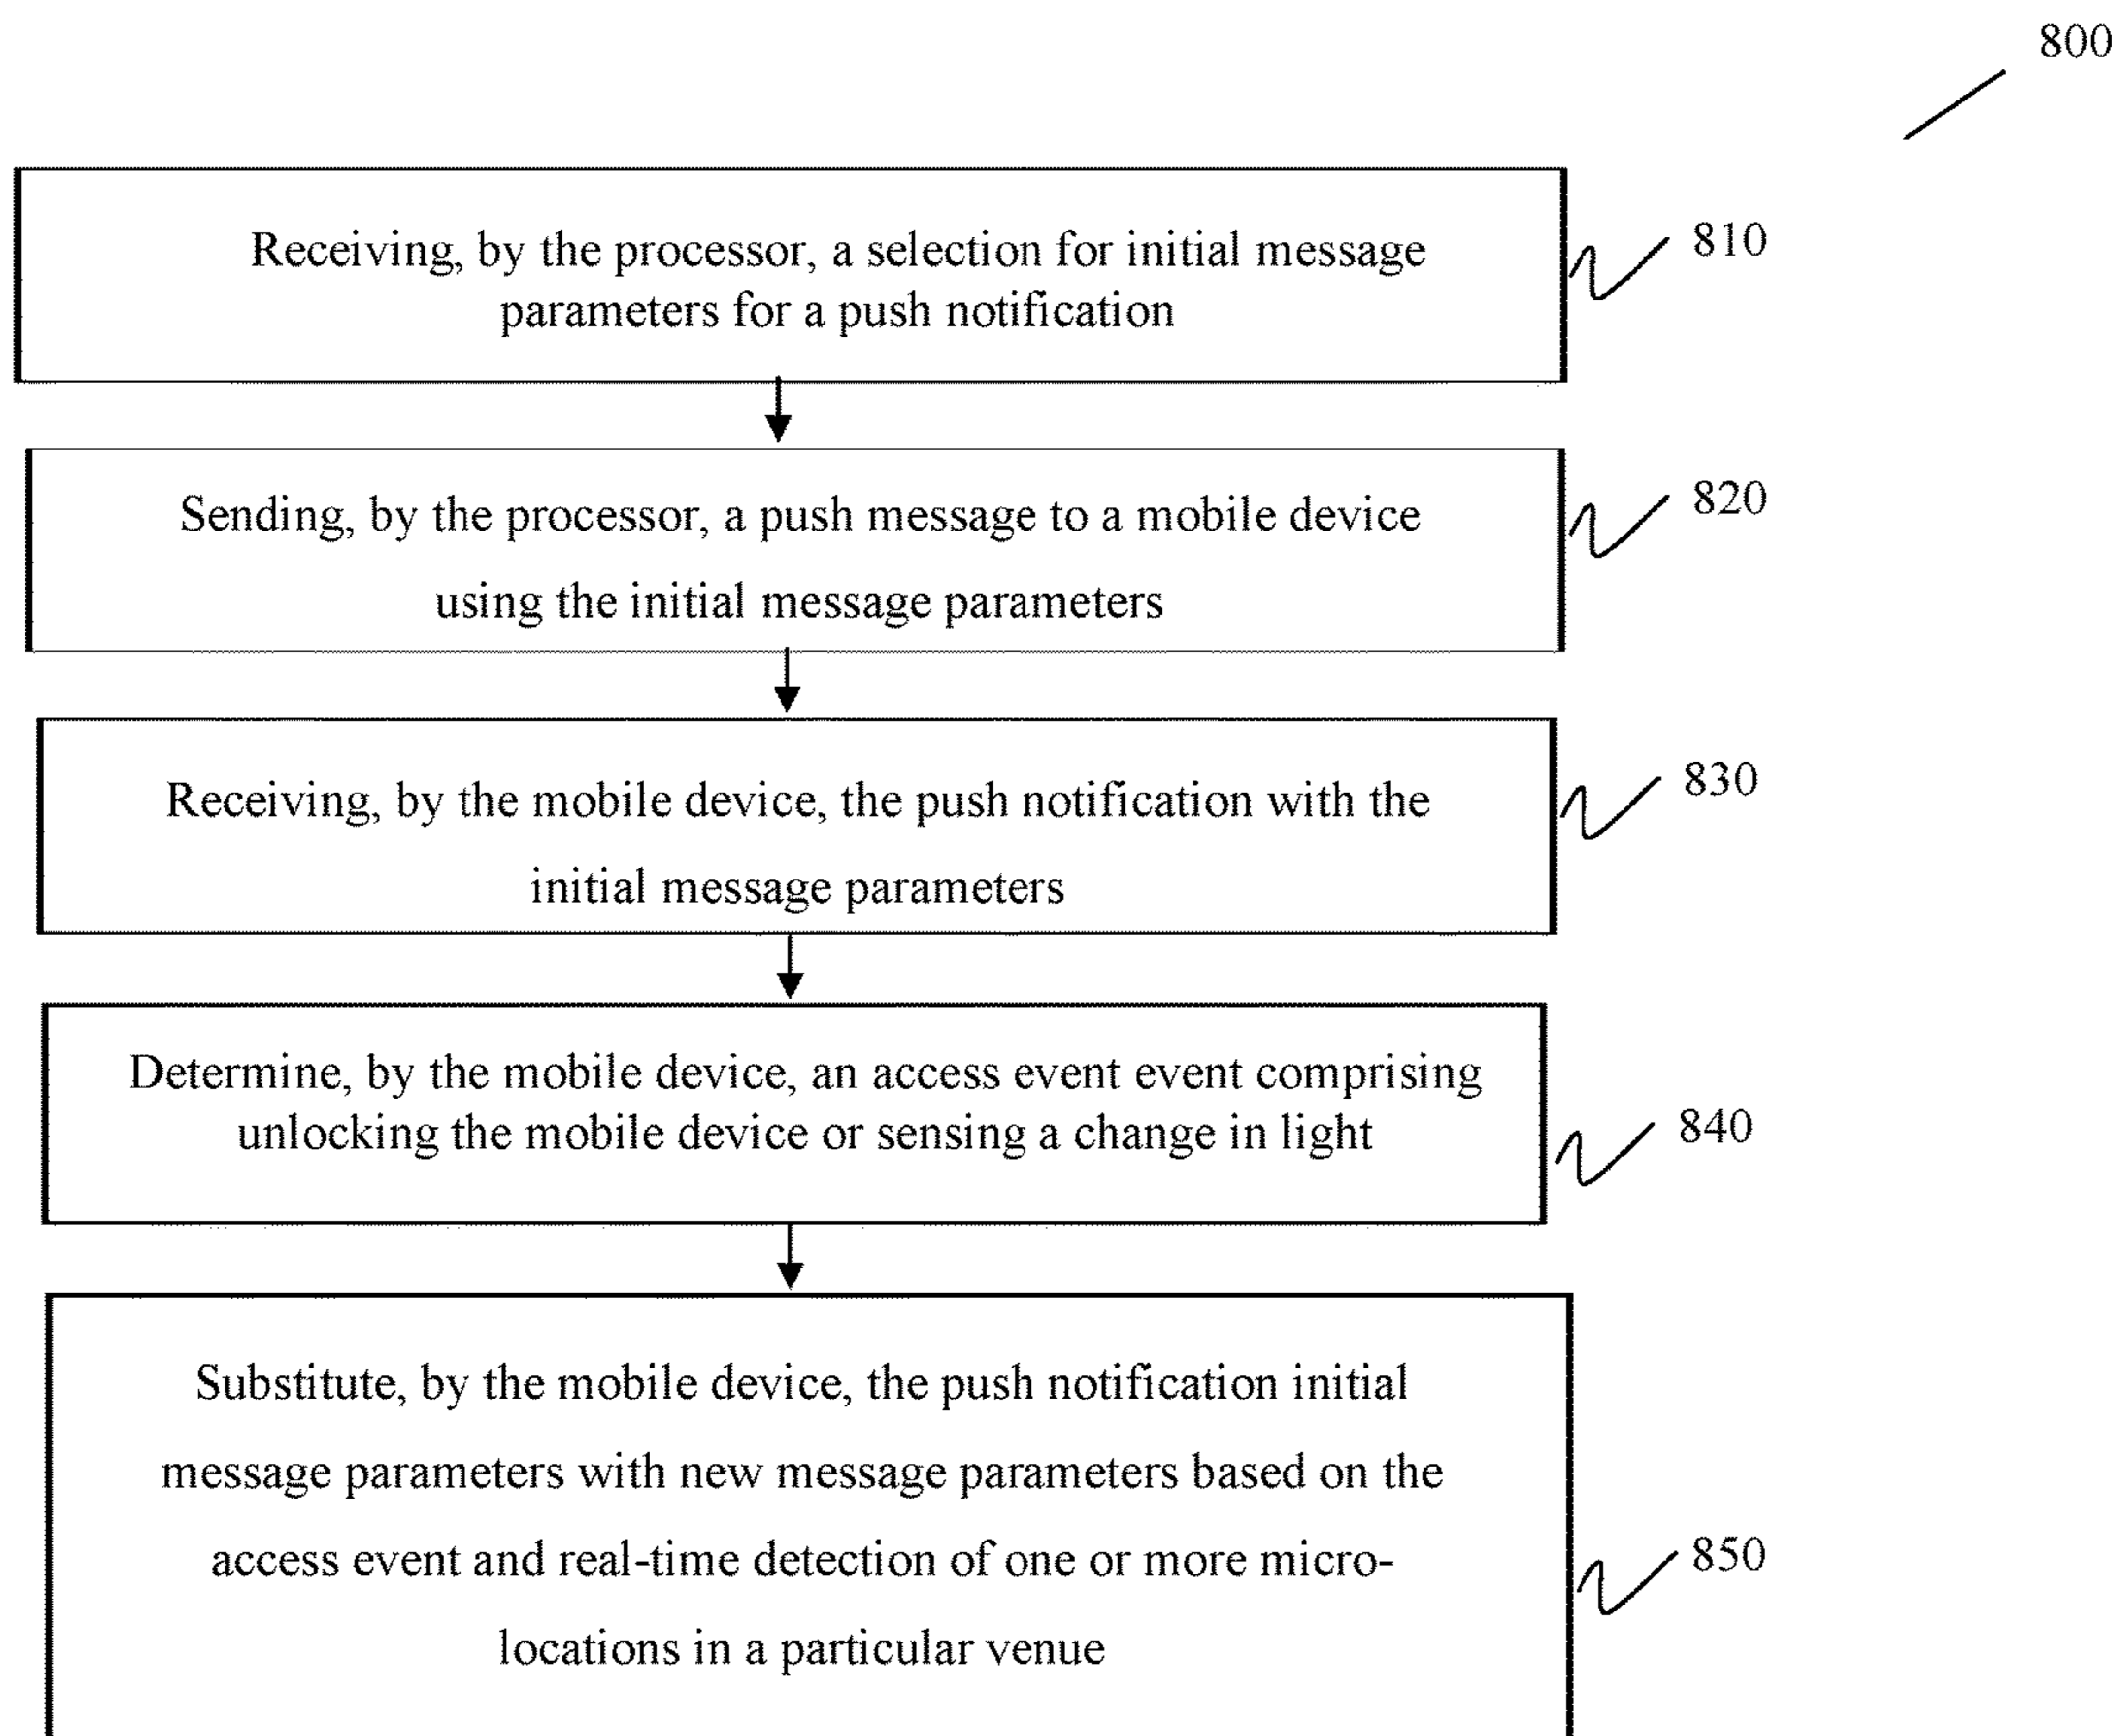 800
Receiving, by the processor, a selection for initial message
parameters for a push notification
810
Sending, by the processor, a push message to a mobile device
using the initial message parameters
820
Receiving, by the mobile device, the push notification with the
initial message parameters
830
Determine, by the mobile device, an access event event comprising
unlocking the mobile device or sensing a change in light
840
Substitute, by the mobile device, the push notification initial
message parameters with new message parameters based on the
access event and real-time detection of one or more micro-
locations in a particular venue
850